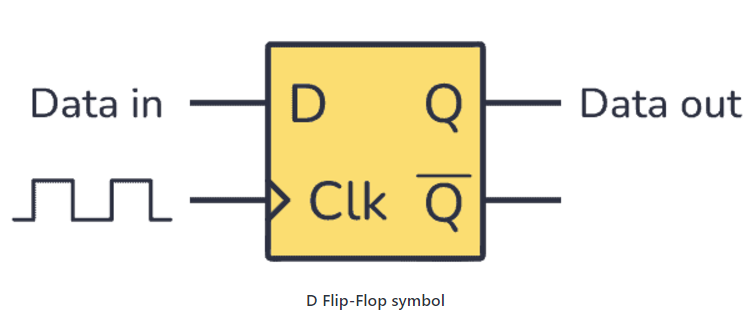 Data in
D
Q
Data out
Clk
Q̅
D Flip-Flop symbol